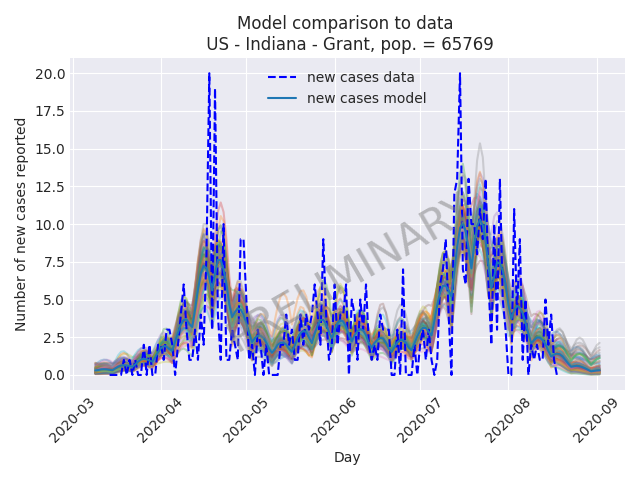 Model comparison to data
US - Indiana - Grant, pop. = 65769
new cases data
new cases model
PRELIMINARY
Number of new cases reported
20.0
17.5
15.0
12.5
10.0
7.5
5.0
2.5
0.0
2020-03
2020-04
2020-05
2020-06
2020-07
2020-08
2020-09
Day